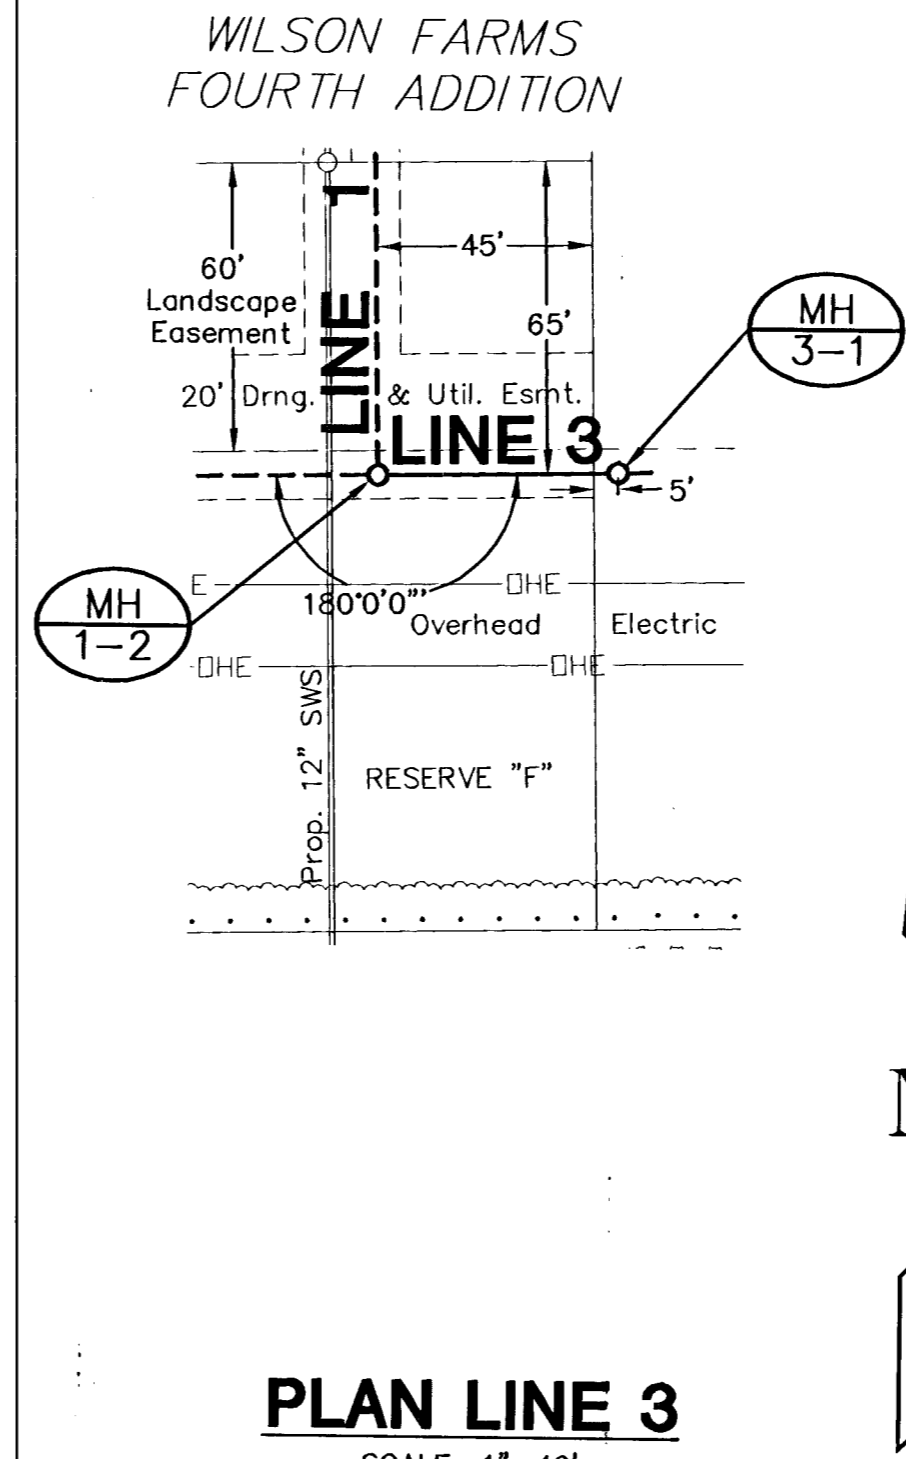 WILSON FARMS
FOURTH ADDITION
LINE 1
45'
60'
Landscape
Easement
65'
MH
3-1
20' Drng. & Util. Esmt.
LINE 3
5'
MH
1-2
E OHE
180°0'0"
Overhead Electric
OHE OHE
Prop. 12" SWS
RESERVE "F"
PLAN LINE 3